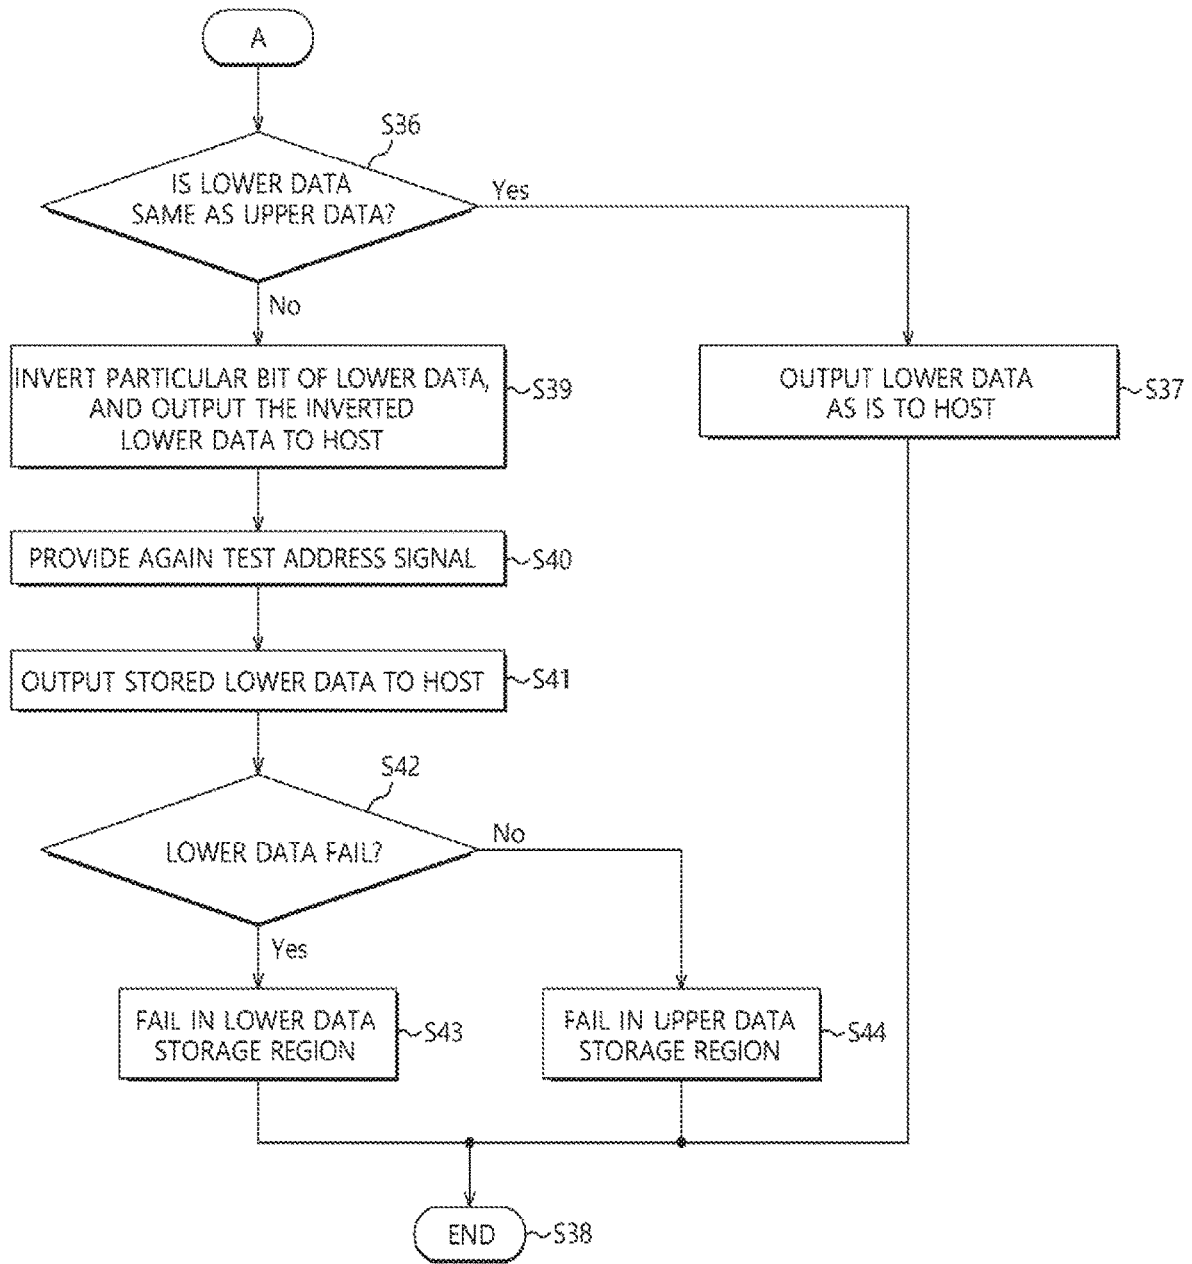 A
S36
IS LOWER DATA
SAME AS UPPER DATA?
Yes
No
INVERT PARTICULAR BIT OF LOWER DATA,
AND OUTPUT THE INVERTED
LOWER DATA TO HOST
S39
OUTPUT LOWER DATA
AS IS TO HOST
S37
PROVIDE AGAIN TEST ADDRESS SIGNAL
S40
OUTPUT STORED LOWER DATA TO HOST
S41
S42
LOWER DATA FAIL?
No
Yes
FAIL IN LOWER DATA
STORAGE REGION
S43
FAIL IN UPPER DATA
STORAGE REGION
S44
END
S38